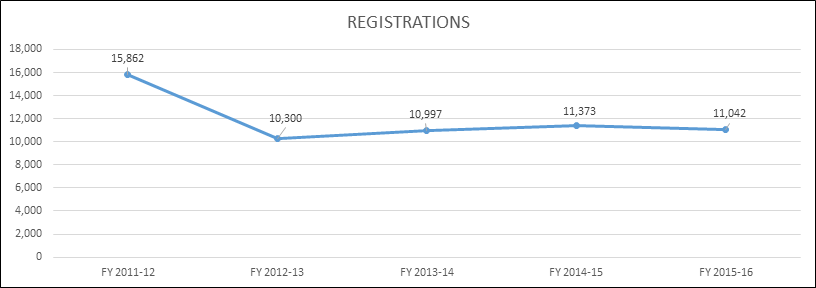 REGISTRATIONS
18,000
16,000
14,000
12,000
10,000
8,000
6,000
4,000
2,000
0
15,862
10,300
10,997
11,373
11,042
FY 2011-12
FY 2012-13
FY 2013-14
FY 2014-15
FY 2015-16